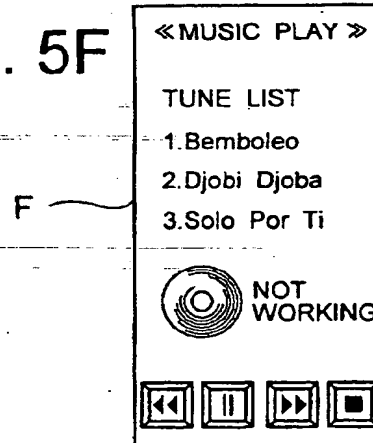 . 5F
≪MUSIC PLAY≫
TUNE LIST
1.Bemboleo
2.Djobi Djoba
F
3.Solo Por Ti
NOT
WORKING